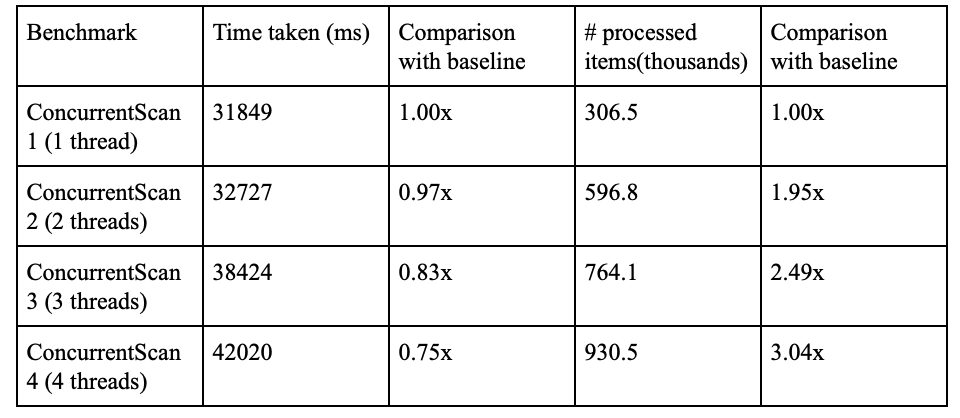 Benchmark
Time taken (ms)
Comparison
with baseline
# processed
items(thousands)
Comparison
with baseline
ConcurrentScan
1 (1 thread)
31849
1.00x
306.5
1.00x
ConcurrentScan
2 (2 threads)
32727
0.97x
596.8
1.95x
ConcurrentScan
3 (3 threads)
38424
0.83x
764.1
2.49x
ConcurrentScan
4 (4 threads)
42020
0.75x
930.5
3.04x